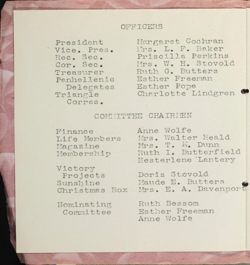 OFFICERS
President Margaret Cochran
Vice. Pres. Mrs. L. F. Baker
Rec. Sec. Priscilla Perkins
Cor. Sec. Mrs. W. H. Stovold
Treasurer Ruth G. Butters
Panhellenic Esther Freeman
Delegates Esther Pope
Triangle Charlotte Lindgren
Corres.
COMMITTEE CHAIRMEN
Finance Anne Wolfe
Life Members Mrs. Walter Heald
Magazine Mrs. T. K. Dunn
Membership Ruth I. Butterfield
Hesterlene Lantery
Victory
Projects Doris Stovold
Sunshine Maude E. Butters
Christmas Box Mrs. E. A. Davenport
Nominating Ruth Sessom
Committee Esther Freeman
Anne Wolfe